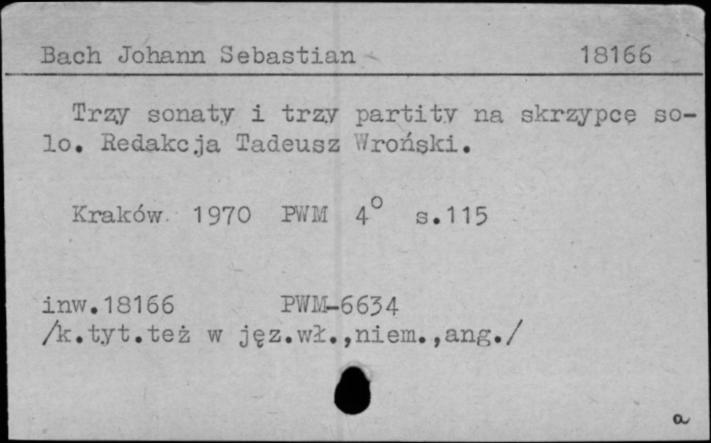 Bach Johann Sebastian 18166
Trzy sonaty i trzy partity na skrzypcę so-
lo. Redakcja Tadeusz Wroński.
Kraków 1970 PWM 4° s.115
inw.18166 PWM-6634
/k.tyt.też w jęz.wł.,niem.,ang./
a